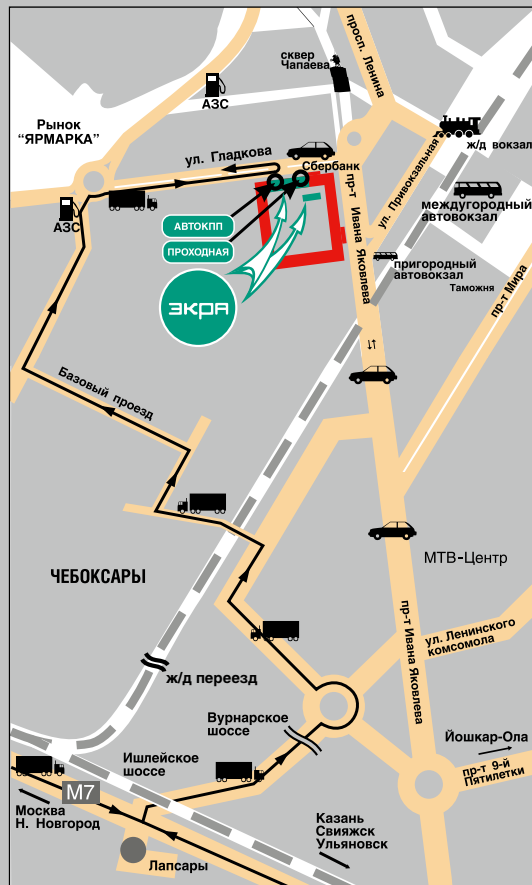 просп. Ленина
сквер
Чапаева
АЗС
Рынок
“ЯРМАРКА”
ул. Гладкова
Сбербанк
ж/д вокзал
ул. Привокзальная
междугородный
автовокзал
АЗС
АВТОКПП
ПРОХОДНАЯ
пр-т Ивана Яковлева
пригородный
автовокзал
Таможня
пр-т Мира
ЭКРА
Базовый проезд
МТВ-Центр
ЧЕБОКСАРЫ
пр-т Ивана Яковлева
ул. Ленинского
комсомола
ж/д переезд
Вурнарское
шоссе
Йошкар-Ола
Ишлейское
шоссе
пр-т 9-й
Пятилетки
М7
Москва
Н. Новгород
Казань
Свияжск
Ульяновск
Лапсары